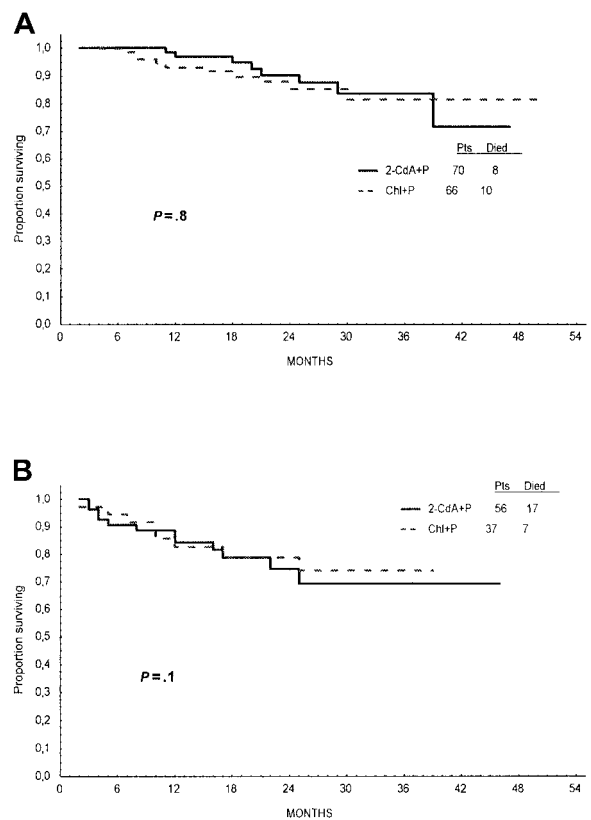 A
Proportion surviving
1,0
0,9
0,8
0,7
0,6
0,5
0,4
0,3
0,2
0,1
0,0
Pts Died
2-CdA+P 70 8
Chl+P 66 10
P=.8
0 6 12 18 24 30 36 42 48 54
MONTHS
B
Proportion surviving
1,0
0,9
0,8
0,7
0,6
0,5
0,4
0,3
0,2
0,1
0,0
Pts Died
2-CdA+P 56 17
Chl+P 37 7
P=.1
0 6 12 18 24 30 36 42 48 54
MONTHS